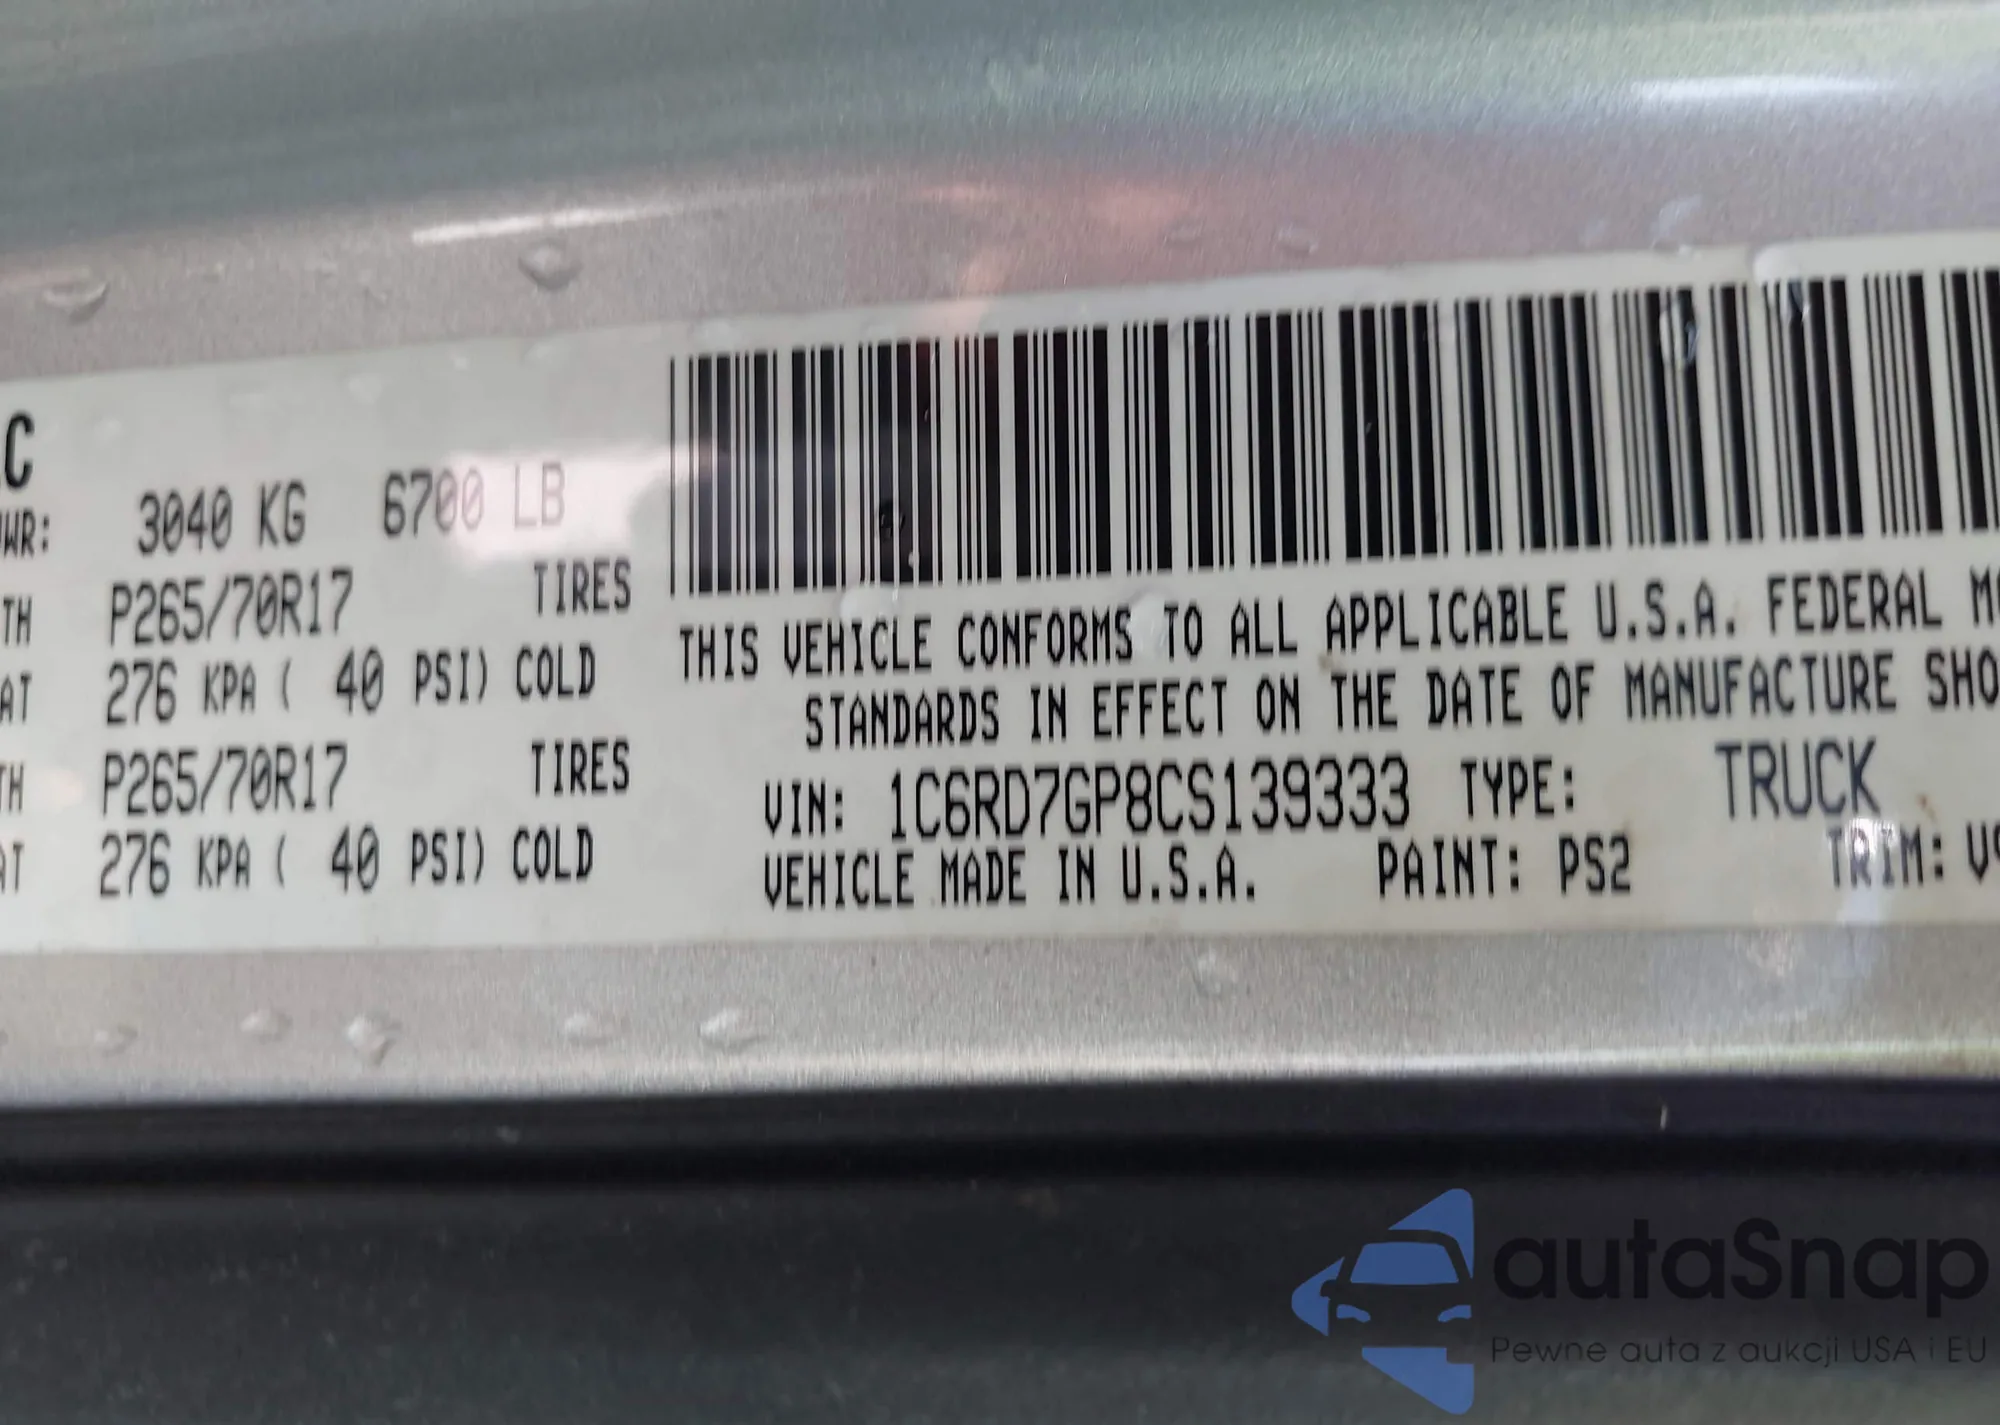 LC
WR: 3040 KG 6700 LB
TH P265/70R17 TIRES
AT 276 KPA ( 40 PSI) COLD
TH P265/70R17 TIRES
AT 276 KPA ( 40 PSI) COLD
THIS VEHICLE CONFORMS TO ALL APPLICABLE U.S.A. FEDERAL MO
STANDARDS IN EFFECT ON THE DATE OF MANUFACTURE SHO
VIN: 1C6RD7GP8CS139333 TYPE: TRUCK
VEHICLE MADE IN U.S.A. PAINT: PS2 TRIM: V9
autaSnap
Pewne auta z aukcji USA i EU